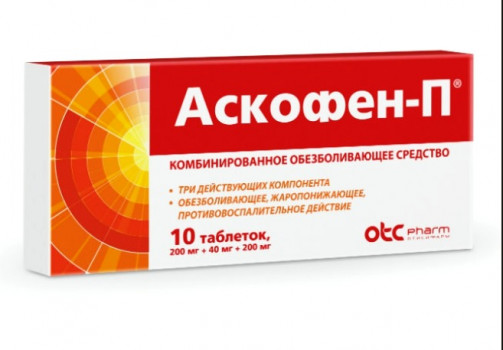 Аскофен-П®
КОМБИНИРОВАННОЕ ОБЕЗБОЛИВАЮЩЕЕ СРЕДСТВО
• ТРИ ДЕЙСТВУЮЩИХ КОМПОНЕНТА
• ОБЕЗБОЛИВАЮЩЕЕ, ЖАРОПОНИЖАЮЩЕЕ,
ПРОТИВОВОСПАЛИТЕЛЬНОЕ ДЕЙСТВИЕ
10 таблеток,
200 мг + 40 мг + 200 мг
otc pharm